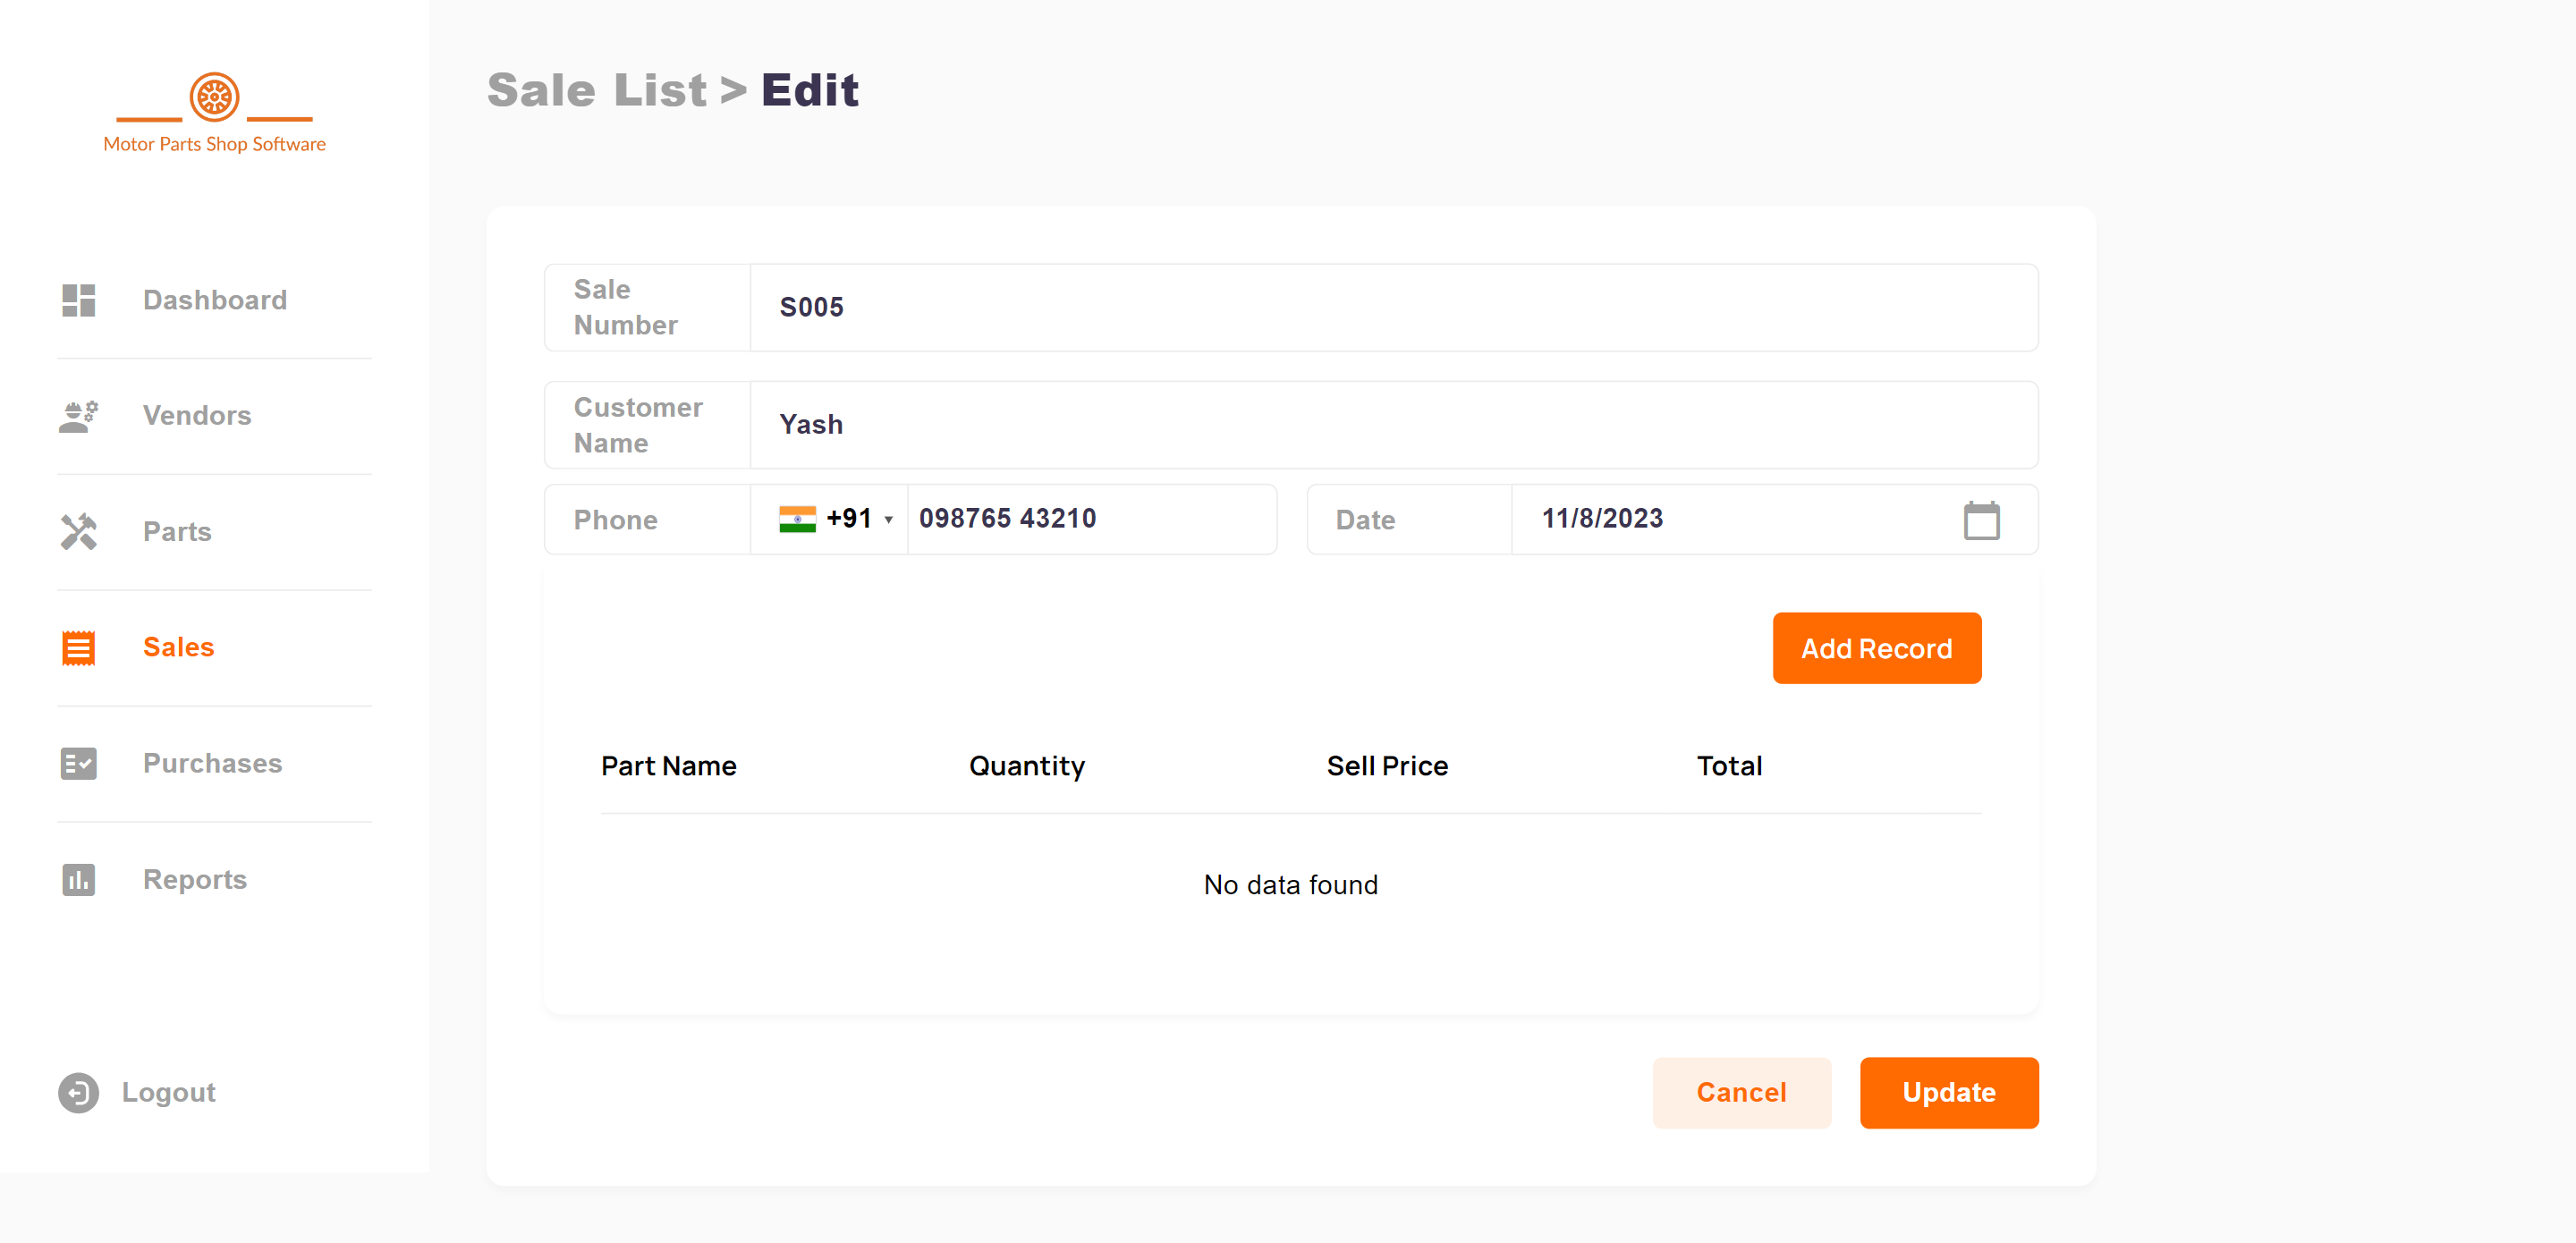 Motor Parts Shop Software
Dashboard
Vendors
Parts
Sales
Purchases
Reports
Logout
Sale List > Edit
Sale
Number
S005
Customer
Name
Yash
Phone
+91
098765 43210
Date
11/8/2023
Add Record
Part Name Quantity Sell Price Total
No data found
Cancel Update